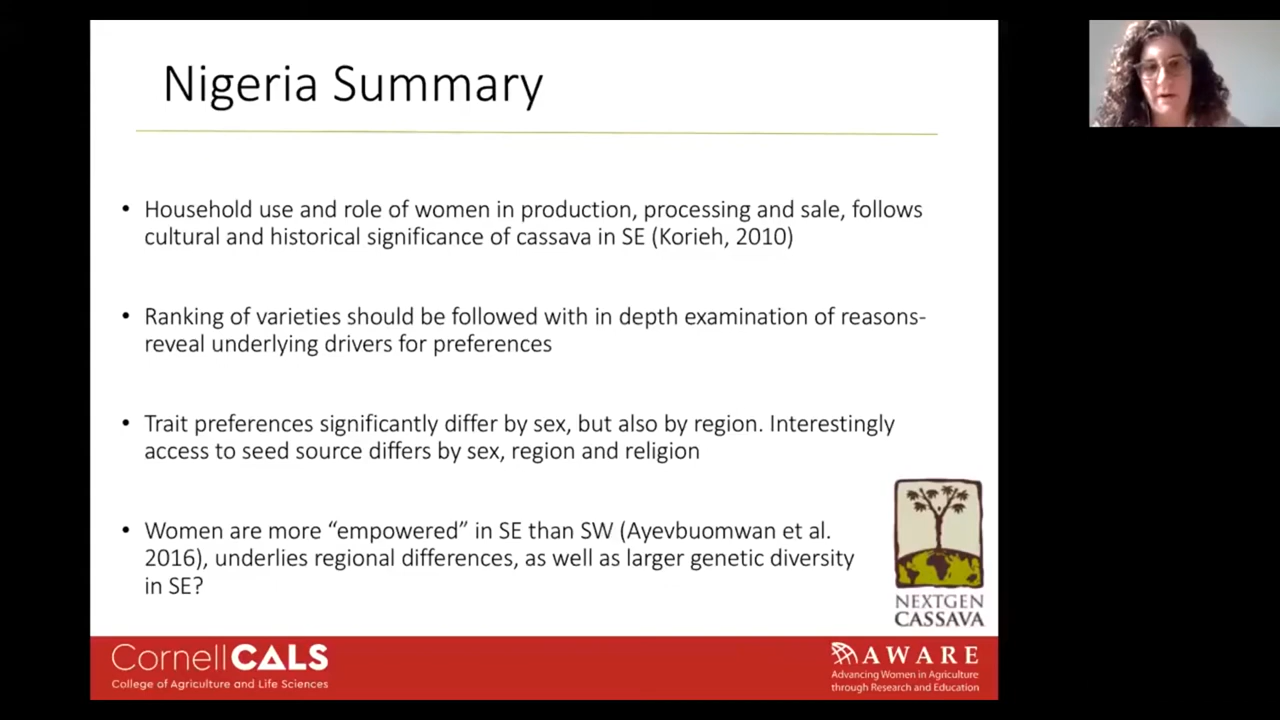 Nigeria Summary
• Household use and role of women in production, processing and sale, follows
cultural and historical significance of cassava in SE (Korieh, 2010)
• Ranking of varieties should be followed with in depth examination of reasons-
reveal underlying drivers for preferences
• Trait preferences significantly differ by sex, but also by region. Interestingly
access to seed source differs by sex, region and religion
• Women are more “empowered” in SE than SW (Ayevbuomwan et al.
2016), underlies regional differences, as well as larger genetic diversity
in SE?
NEXTGEN
CASSAVA
CornellCALS
College of Agriculture and Life Sciences
AWARE
Advancing Women in Agriculture
through Research and Education